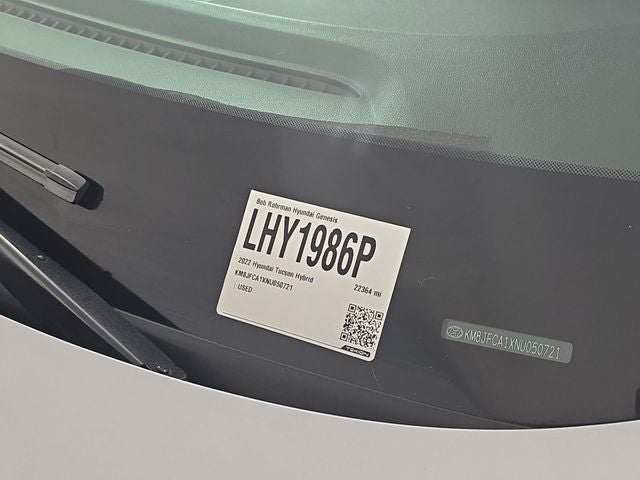 Bob Rohrman Hyundai Genesis
LHY1986P
2022 Hyundai Tucson Hybrid
22364 mi
KM8JFCA1XNU050721
USED
KM8JFCA1XNU050721